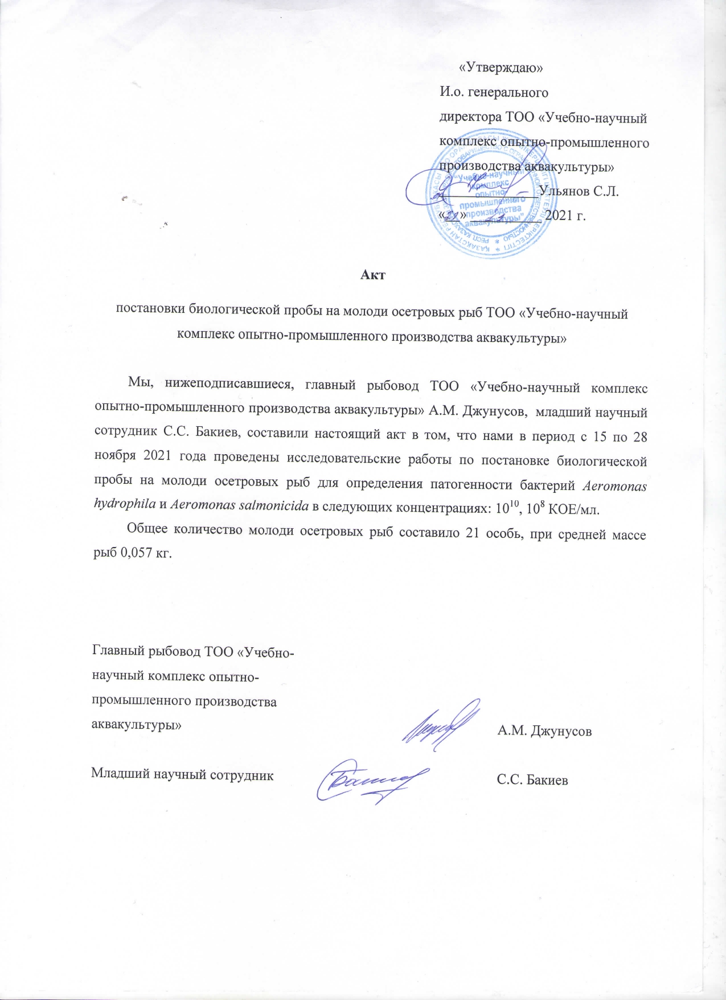 «Утверждаю»
И.о. генерального
директора ТОО «Учебно-научный
комплекс опытно-промышленного
производства аквакультуры»
Ульянов С.Л.
« » 2021 г.
"Учебно-научный
комплекс
опытно-
промышленного
производства
аквакультуры"
Акт
постановки биологической пробы на молоди осетровых рыб ТОО «Учебно-научный
комплекс опытно-промышленного производства аквакультуры»
Мы, нижеподписавшиеся, главный рыбовод ТОО «Учебно-научный комплекс
опытно-промышленного производства аквакультуры» А.М. Джунусов, младший научный
сотрудник С.С. Бакиев, составили настоящий акт в том, что нами в период с 15 по 28
ноября 2021 года проведены исследовательские работы по постановке биологической
пробы на молоди осетровых рыб для определения патогенности бактерий Aeromonas
hydrophila и Aeromonas salmonicida в следующих концентрациях: 10¹⁰, 10⁸ КОЕ/мл.
Общее количество молоди осетровых рыб составило 21 особь, при средней массе
рыб 0,057 кг.
Главный рыбовод ТОО «Учебно-
научный комплекс опытно-
промышленного производства
аквакультуры»
А.М. Джунусов
Младший научный сотрудник
С.С. Бакиев